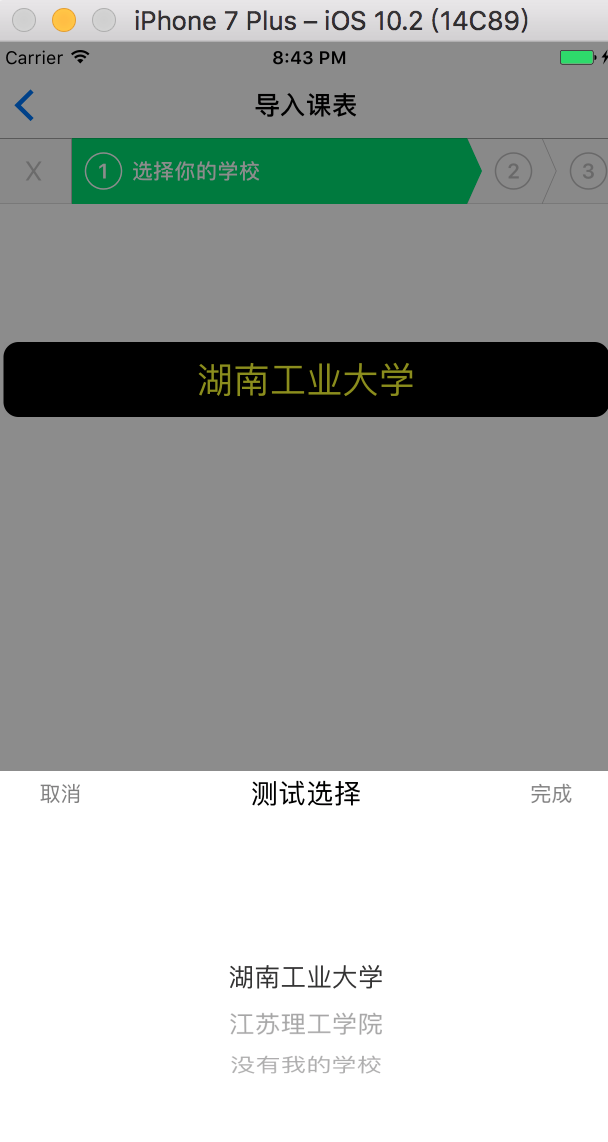 iPhone 7 Plus – iOS 10.2 (14C89)
Carrier 8:43 PM
导入课表
X 1 选择你的学校 2 3
湖南工业大学
取消 测试选择 完成
湖南工业大学
江苏理工学院
没有我的学校